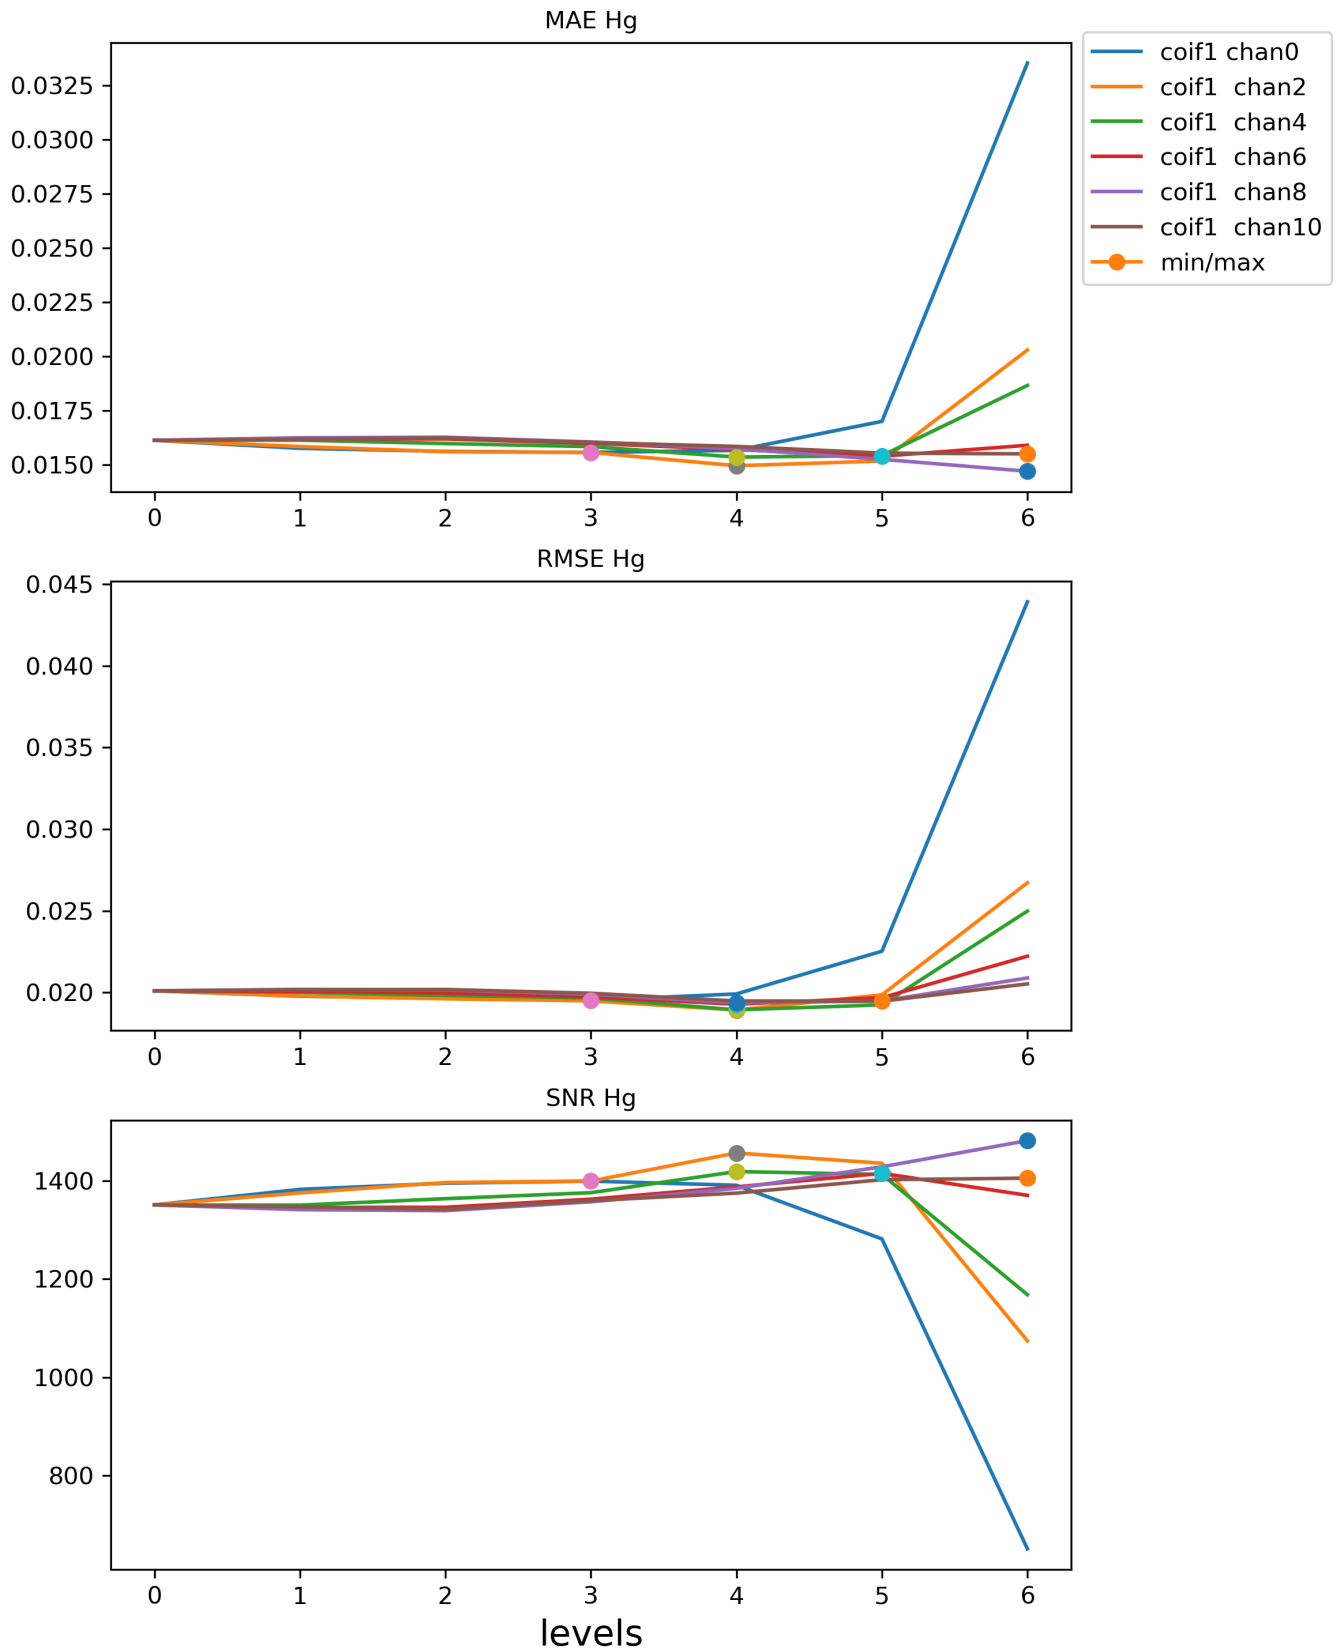 MAE Hg
0.0325
0.0300
0.0275
0.0250
0.0225
0.0200
0.0175
0.0150
0 1 2 3 4 5 6
coif1 chan0
coif1  chan2
coif1  chan4
coif1  chan6
coif1  chan8
coif1  chan10
min/max
RMSE Hg
0.045
0.040
0.035
0.030
0.025
0.020
0 1 2 3 4 5 6
SNR Hg
1400
1200
1000
800
0 1 2 3 4 5 6
levels